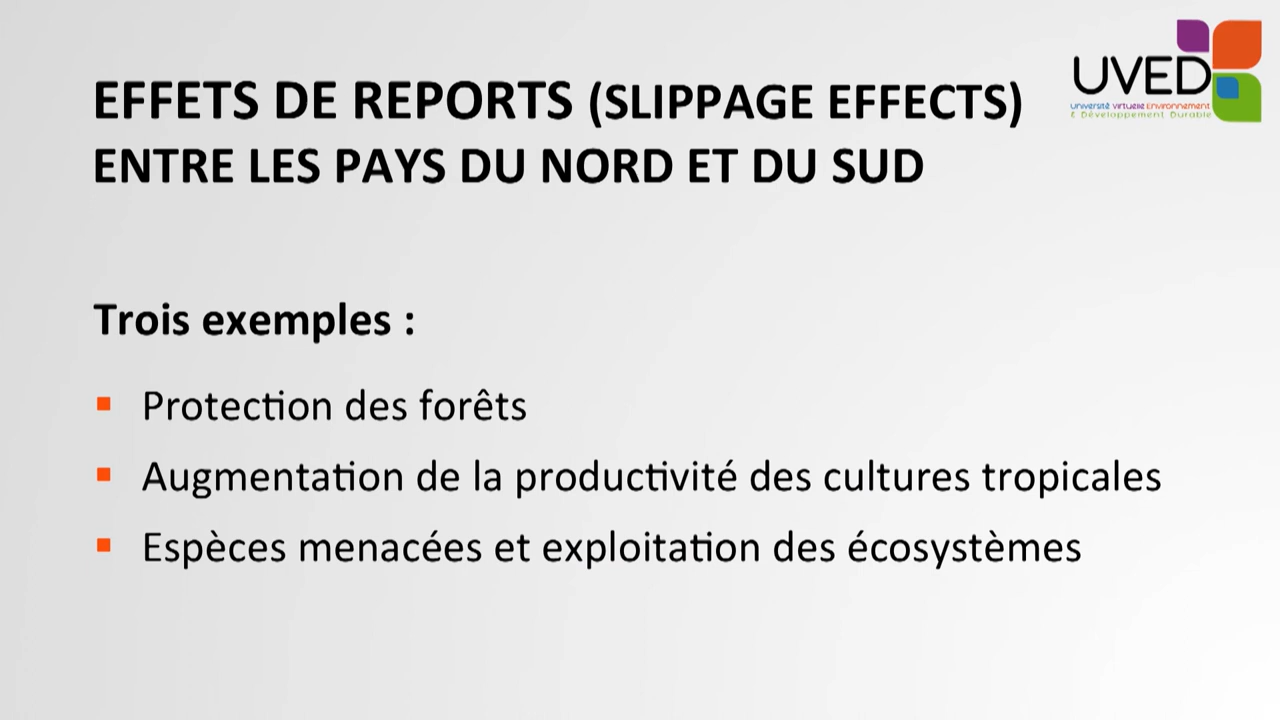 EFFETS DE REPORTS (SLIPPAGE EFFECTS)
ENTRE LES PAYS DU NORD ET DU SUD
UVED
université virtuelle Environnement
& Développement Durable
Trois exemples :
▪ Protection des forêts
▪ Augmentation de la productivité des cultures tropicales
▪ Espèces menacées et exploitation des écosystèmes